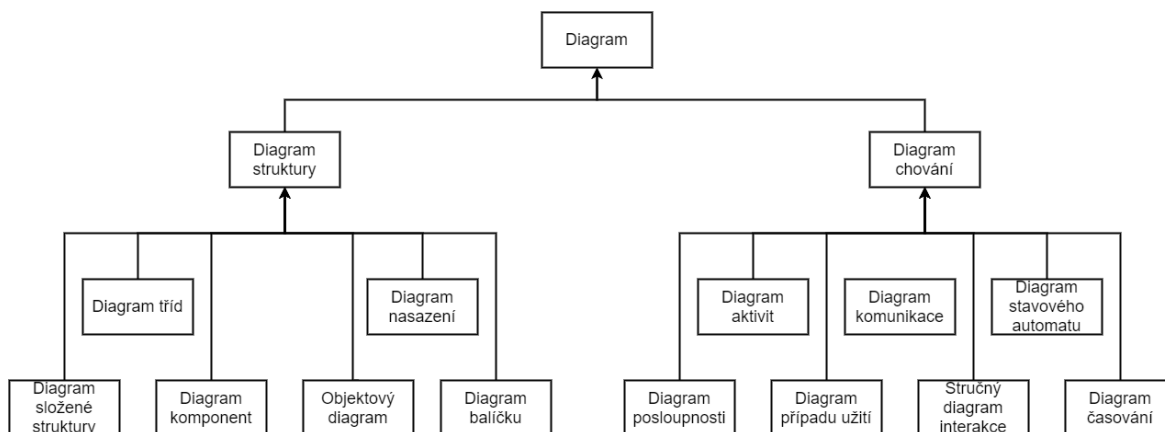 Diagram
Diagram
struktury
Diagram
chování
Diagram tříd
Diagram
nasazení
Diagram
aktivit
Diagram
komunikace
Diagram
stavového
automatu
Diagram
složené
struktury
Diagram
komponent
Objektový
diagram
Diagram
balíčku
Diagram
posloupnosti
Diagram
případu užití
Stručný
diagram
interakce
Diagram
časování